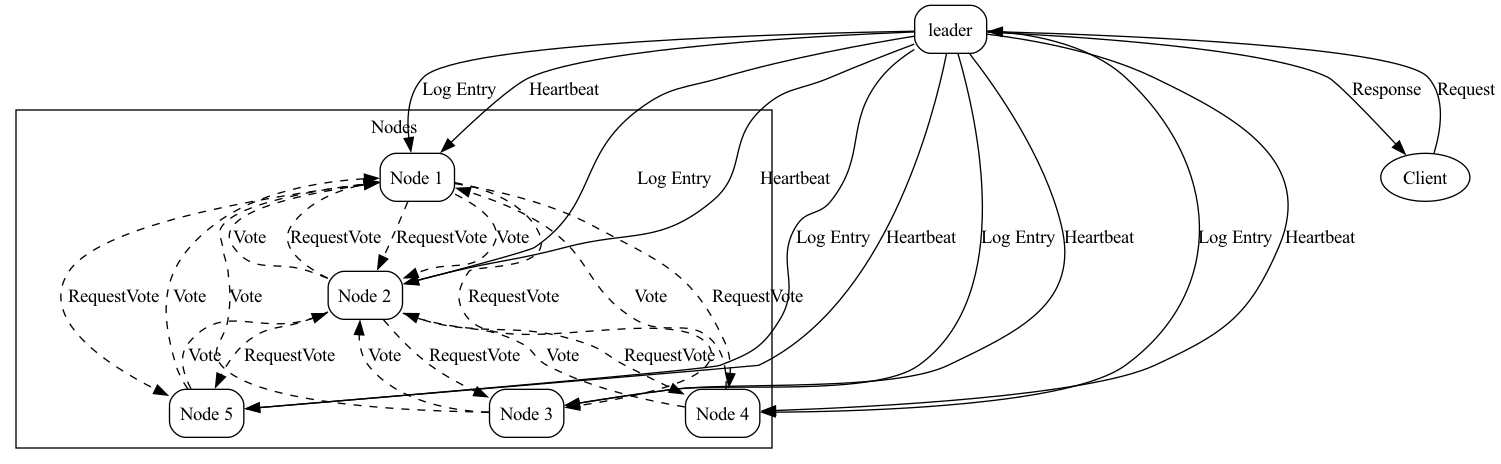 leader
Log Entry Heartbeat Response Request
Nodes
Node 1 Log Entry Heartbeat Client
Vote RequestVote RequestVote Vote Log Entry Heartbeat Log Entry Heartbeat Log Entry Heartbeat
RequestVote Vote Vote Node 2 RequestVote Vote RequestVote
Vote RequestVote Vote RequestVote Vote RequestVote
Node 5 Node 3 Node 4